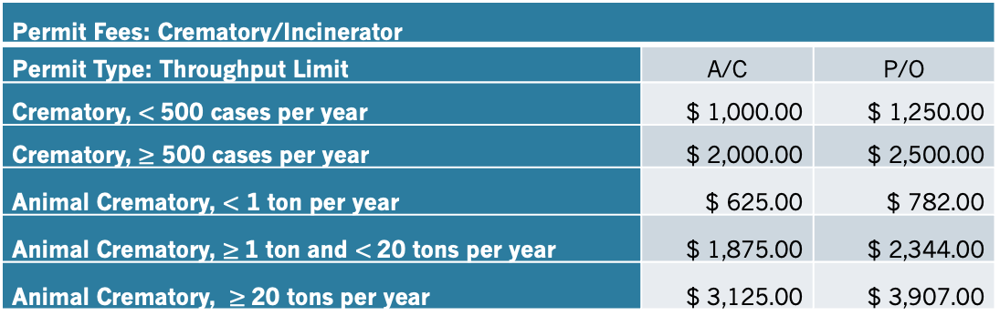 Permit Fees: Crematory/Incinerator
Permit Type: Throughput Limit A/C P/O
Crematory, < 500 cases per year $ 1,000.00 $ 1,250.00
Crematory, ≥ 500 cases per year $ 2,000.00 $ 2,500.00
Animal Crematory, < 1 ton per year $ 625.00 $ 782.00
Animal Crematory, ≥ 1 ton and < 20 tons per year $ 1,875.00 $ 2,344.00
Animal Crematory, ≥ 20 tons per year $ 3,125.00 $ 3,907.00